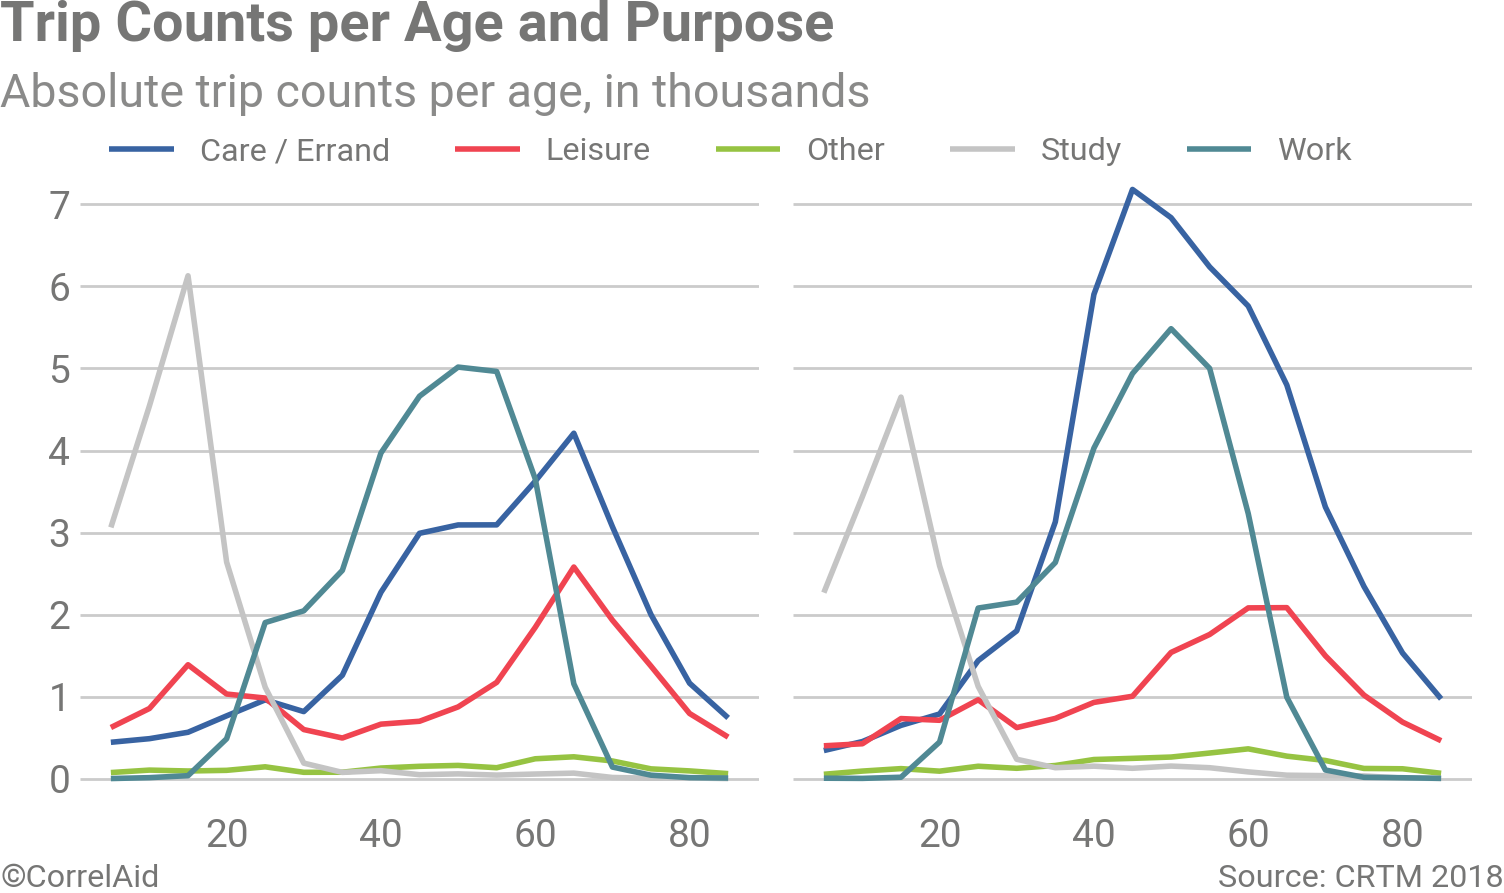 Trip Counts per Age and Purpose
Absolute trip counts per age, in thousands
Care / Errand Leisure Other Study Work
7
6
5
4
3
2
1
0
20 40 60 80 20 40 60 80
©CorrelAid Source: CRTM 2018